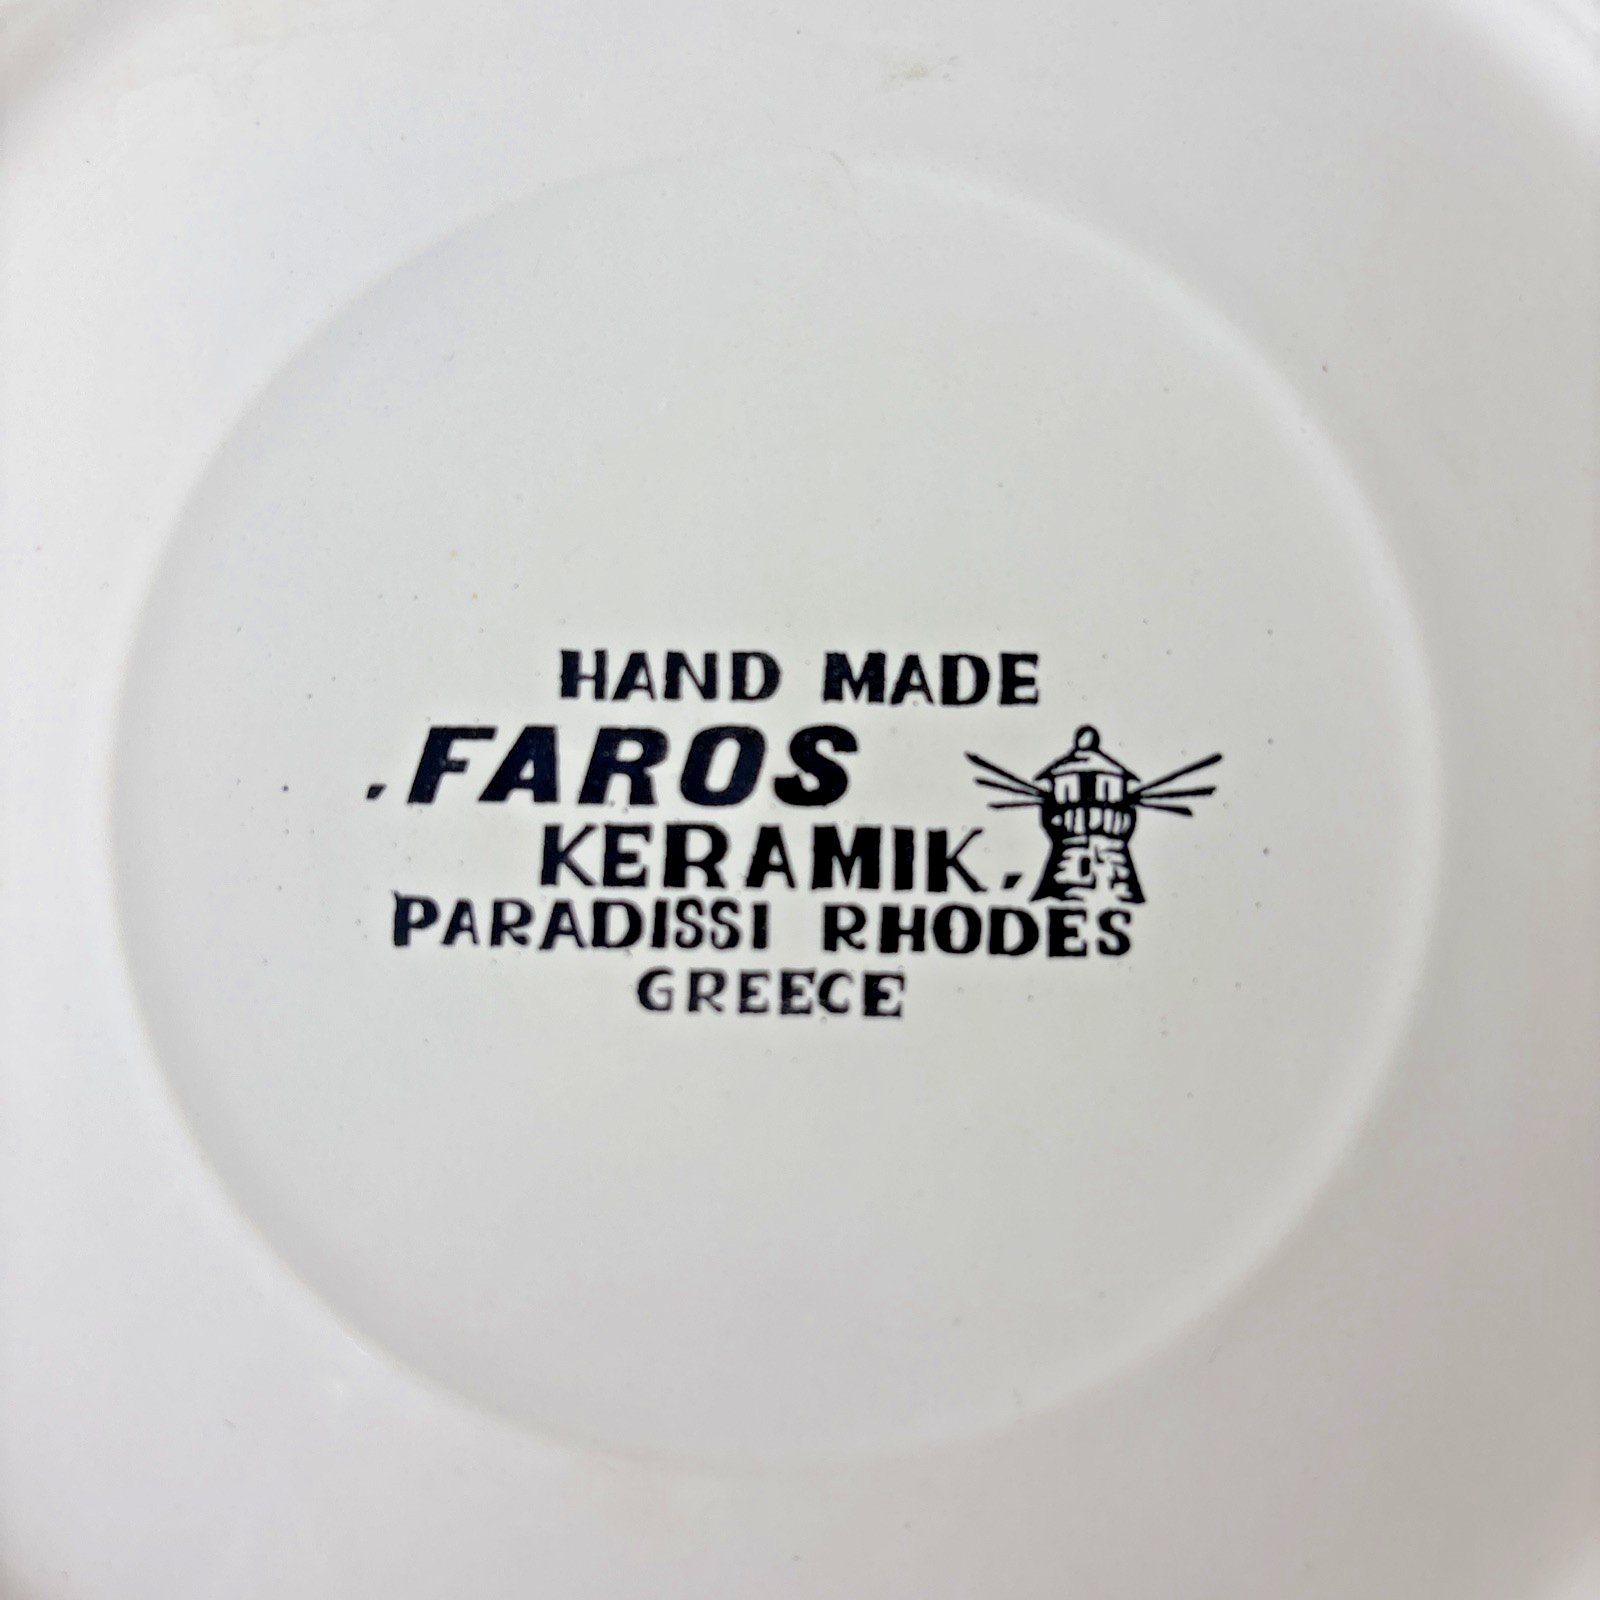 HAND MADE
,FAROS
KERAMIK,
PARADISSI RHODES
GREECE